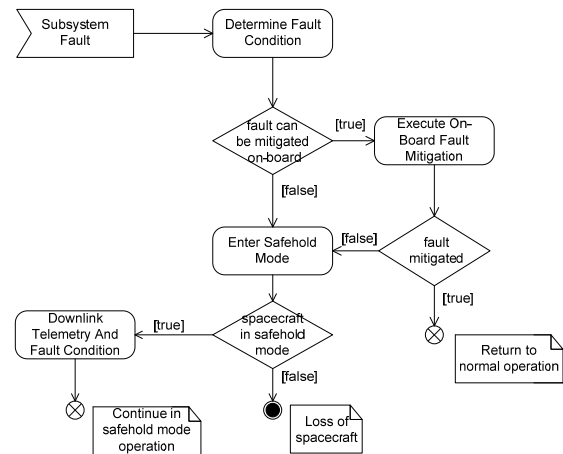 Subsystem
Fault
Determine Fault
Condition
fault can
be mitigated
on-board
[true]
Execute On-
Board Fault
Mitigation
[false]
Enter Safehold
Mode
[false]
fault
mitigated
[true]
Downlink
Telemetry And
Fault Condition
[true]
spacecraft
in safehold
mode
[false]
Return to
normal operation
Continue in
safehold mode
operation
Loss of
spacecraft